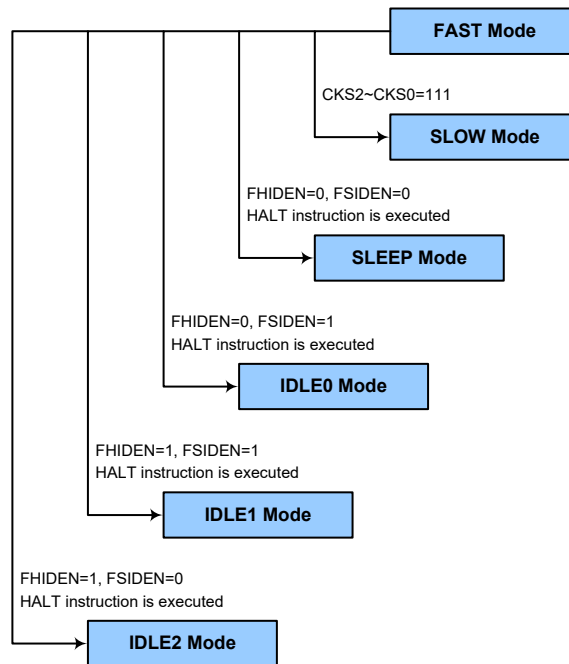 FAST Mode
CKS2~CKS0=111
SLOW Mode
FHIDEN=0, FSIDEN=0
HALT instruction is executed
SLEEP Mode
FHIDEN=0, FSIDEN=1
HALT instruction is executed
IDLE0 Mode
FHIDEN=1, FSIDEN=1
HALT instruction is executed
IDLE1 Mode
FHIDEN=1, FSIDEN=0
HALT instruction is executed
IDLE2 Mode